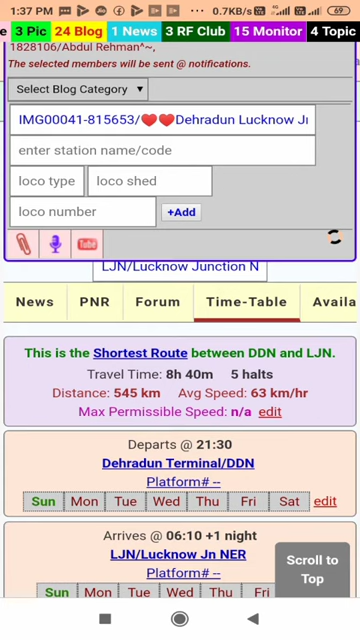 1:37 PM ... 0.7KB/s 69
e 3 Pic 24 Blog 1 News 3 RF Club 15 Monitor 4 Topic
1828106/Abdul Rehman^~,
The selected members will be sent @ notifications.
Select Blog Category ▾
IMG00041-815653/❤️❤️Dehradun Lucknow Ju
enter station name/code
loco type loco shed
loco number +Add
You Tube
LJN/Lucknow Junction N
News PNR Forum Time-Table Availa
This is the Shortest Route between DDN and LJN.
Travel Time: 8h 40m 5 halts
Distance: 545 km Avg Speed: 63 km/hr
Max Permissible Speed: n/a edit
Departs @ 21:30
Dehradun Terminal/DDN
Platform# --
Sun Mon Tue Wed Thu Fri Sat edit
Arrives @ 06:10 +1 night
LJN/Lucknow Jn NER
Platform# --
Sun Mon Tue Wed Thu Fri
Scroll to
Top